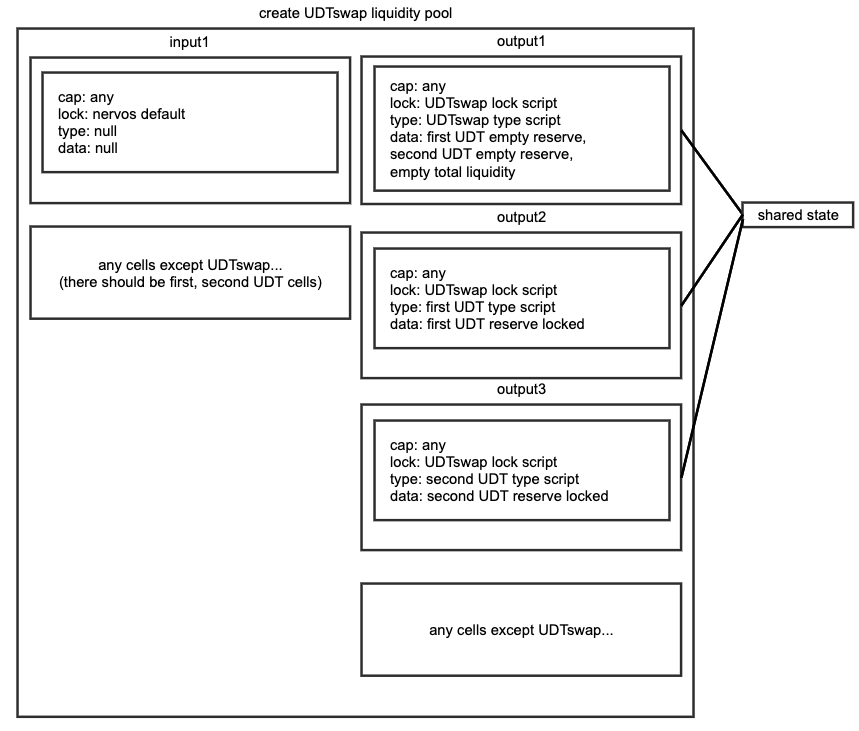 create UDTswap liquidity pool
input1
cap: any
lock: nervos default
type: null
data: null
any cells except UDTswap...
(there should be first, second UDT cells)
output1
cap: any
lock: UDTswap lock script
type: UDTswap type script
data: first UDT empty reserve,
second UDT empty reserve,
empty total liquidity
output2
cap: any
lock: UDTswap lock script
type: first UDT type script
data: first UDT reserve locked
output3
cap: any
lock: UDTswap lock script
type: second UDT type script
data: second UDT reserve locked
any cells except UDTswap...
shared state